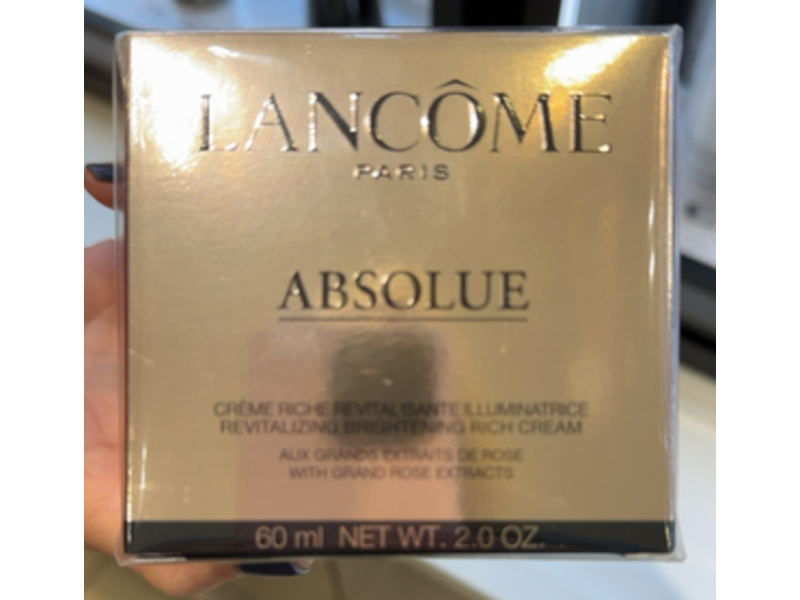 LANCÔME
PARIS
ABSOLUE
CRÈME RICHE REVITALISANTE ILLUMINATRICE
REVITALIZING BRIGHTENING RICH CREAM
AUX GRANDS EXTRAITS DE ROSE
WITH GRAND ROSE EXTRACTS
60 ml NET WT. 2.0 OZ.